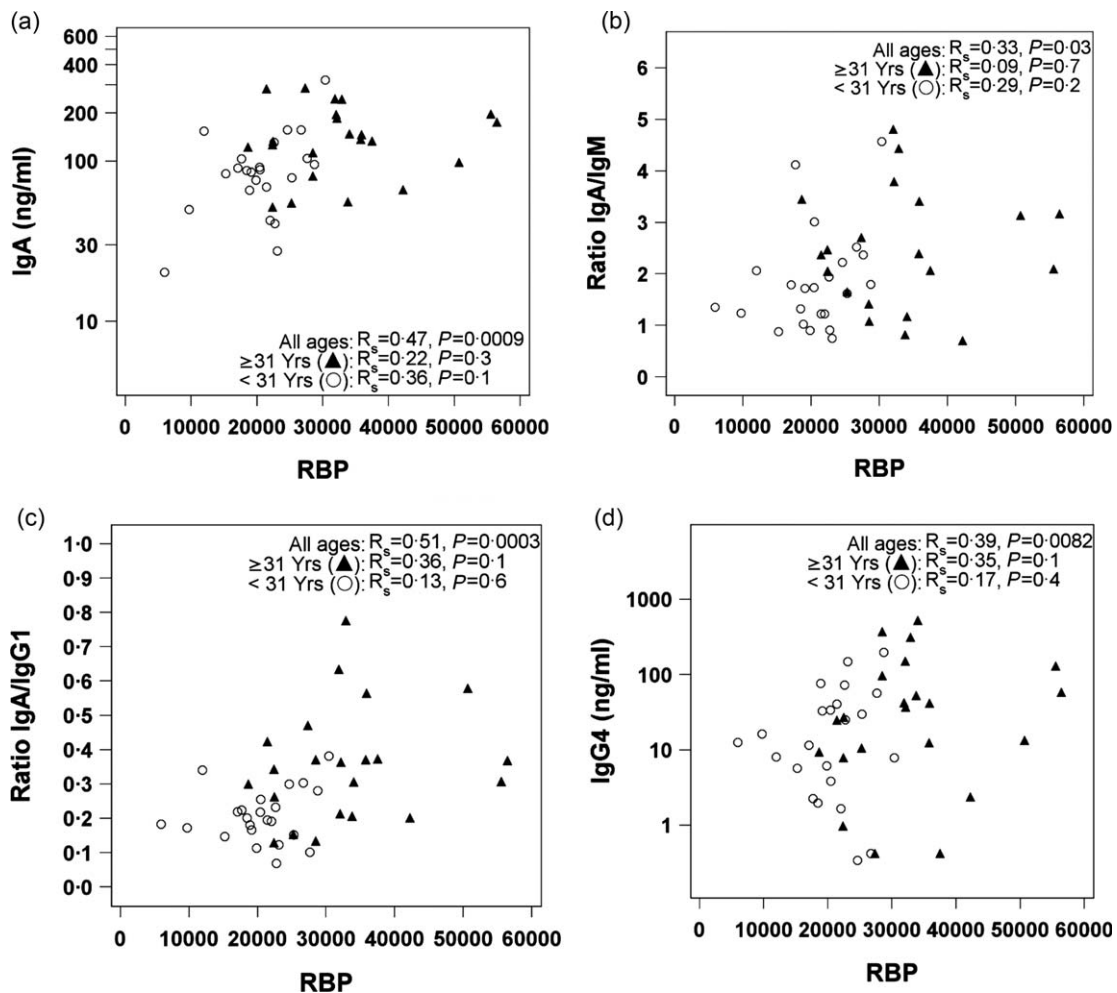 (a)
600
400
200
100
30
10
IgA (ng/ml)
All ages: Rs=0·47, P=0·0009
≥31 Yrs (▲): Rs=0·22, P=0·3
< 31 Yrs (○): Rs=0·36, P=0·1
0 10000 20000 30000 40000 50000 60000
RBP
(b)
All ages: Rs=0·33, P=0·03
≥31 Yrs (▲): Rs=0·09, P=0·7
< 31 Yrs (○): Rs=0·29, P=0·2
6
5
4
3
2
1
0
Ratio IgA/IgM
0 10000 20000 30000 40000 50000 60000
RBP
(c)
All ages: Rs=0·51, P=0·0003
≥31 Yrs (▲): Rs=0·36, P=0·1
< 31 Yrs (○): Rs=0·13, P=0·6
1·0
0·9
0·8
0·7
0·6
0·5
0·4
0·3
0·2
0·1
0·0
Ratio IgA/IgG1
0 10000 20000 30000 40000 50000 60000
RBP
(d)
All ages: Rs=0·39, P=0·0082
≥31 Yrs (▲): Rs=0·35, P=0·1
< 31 Yrs (○): Rs=0·17, P=0·4
1000
100
10
1
IgG4 (ng/ml)
0 10000 20000 30000 40000 50000 60000
RBP